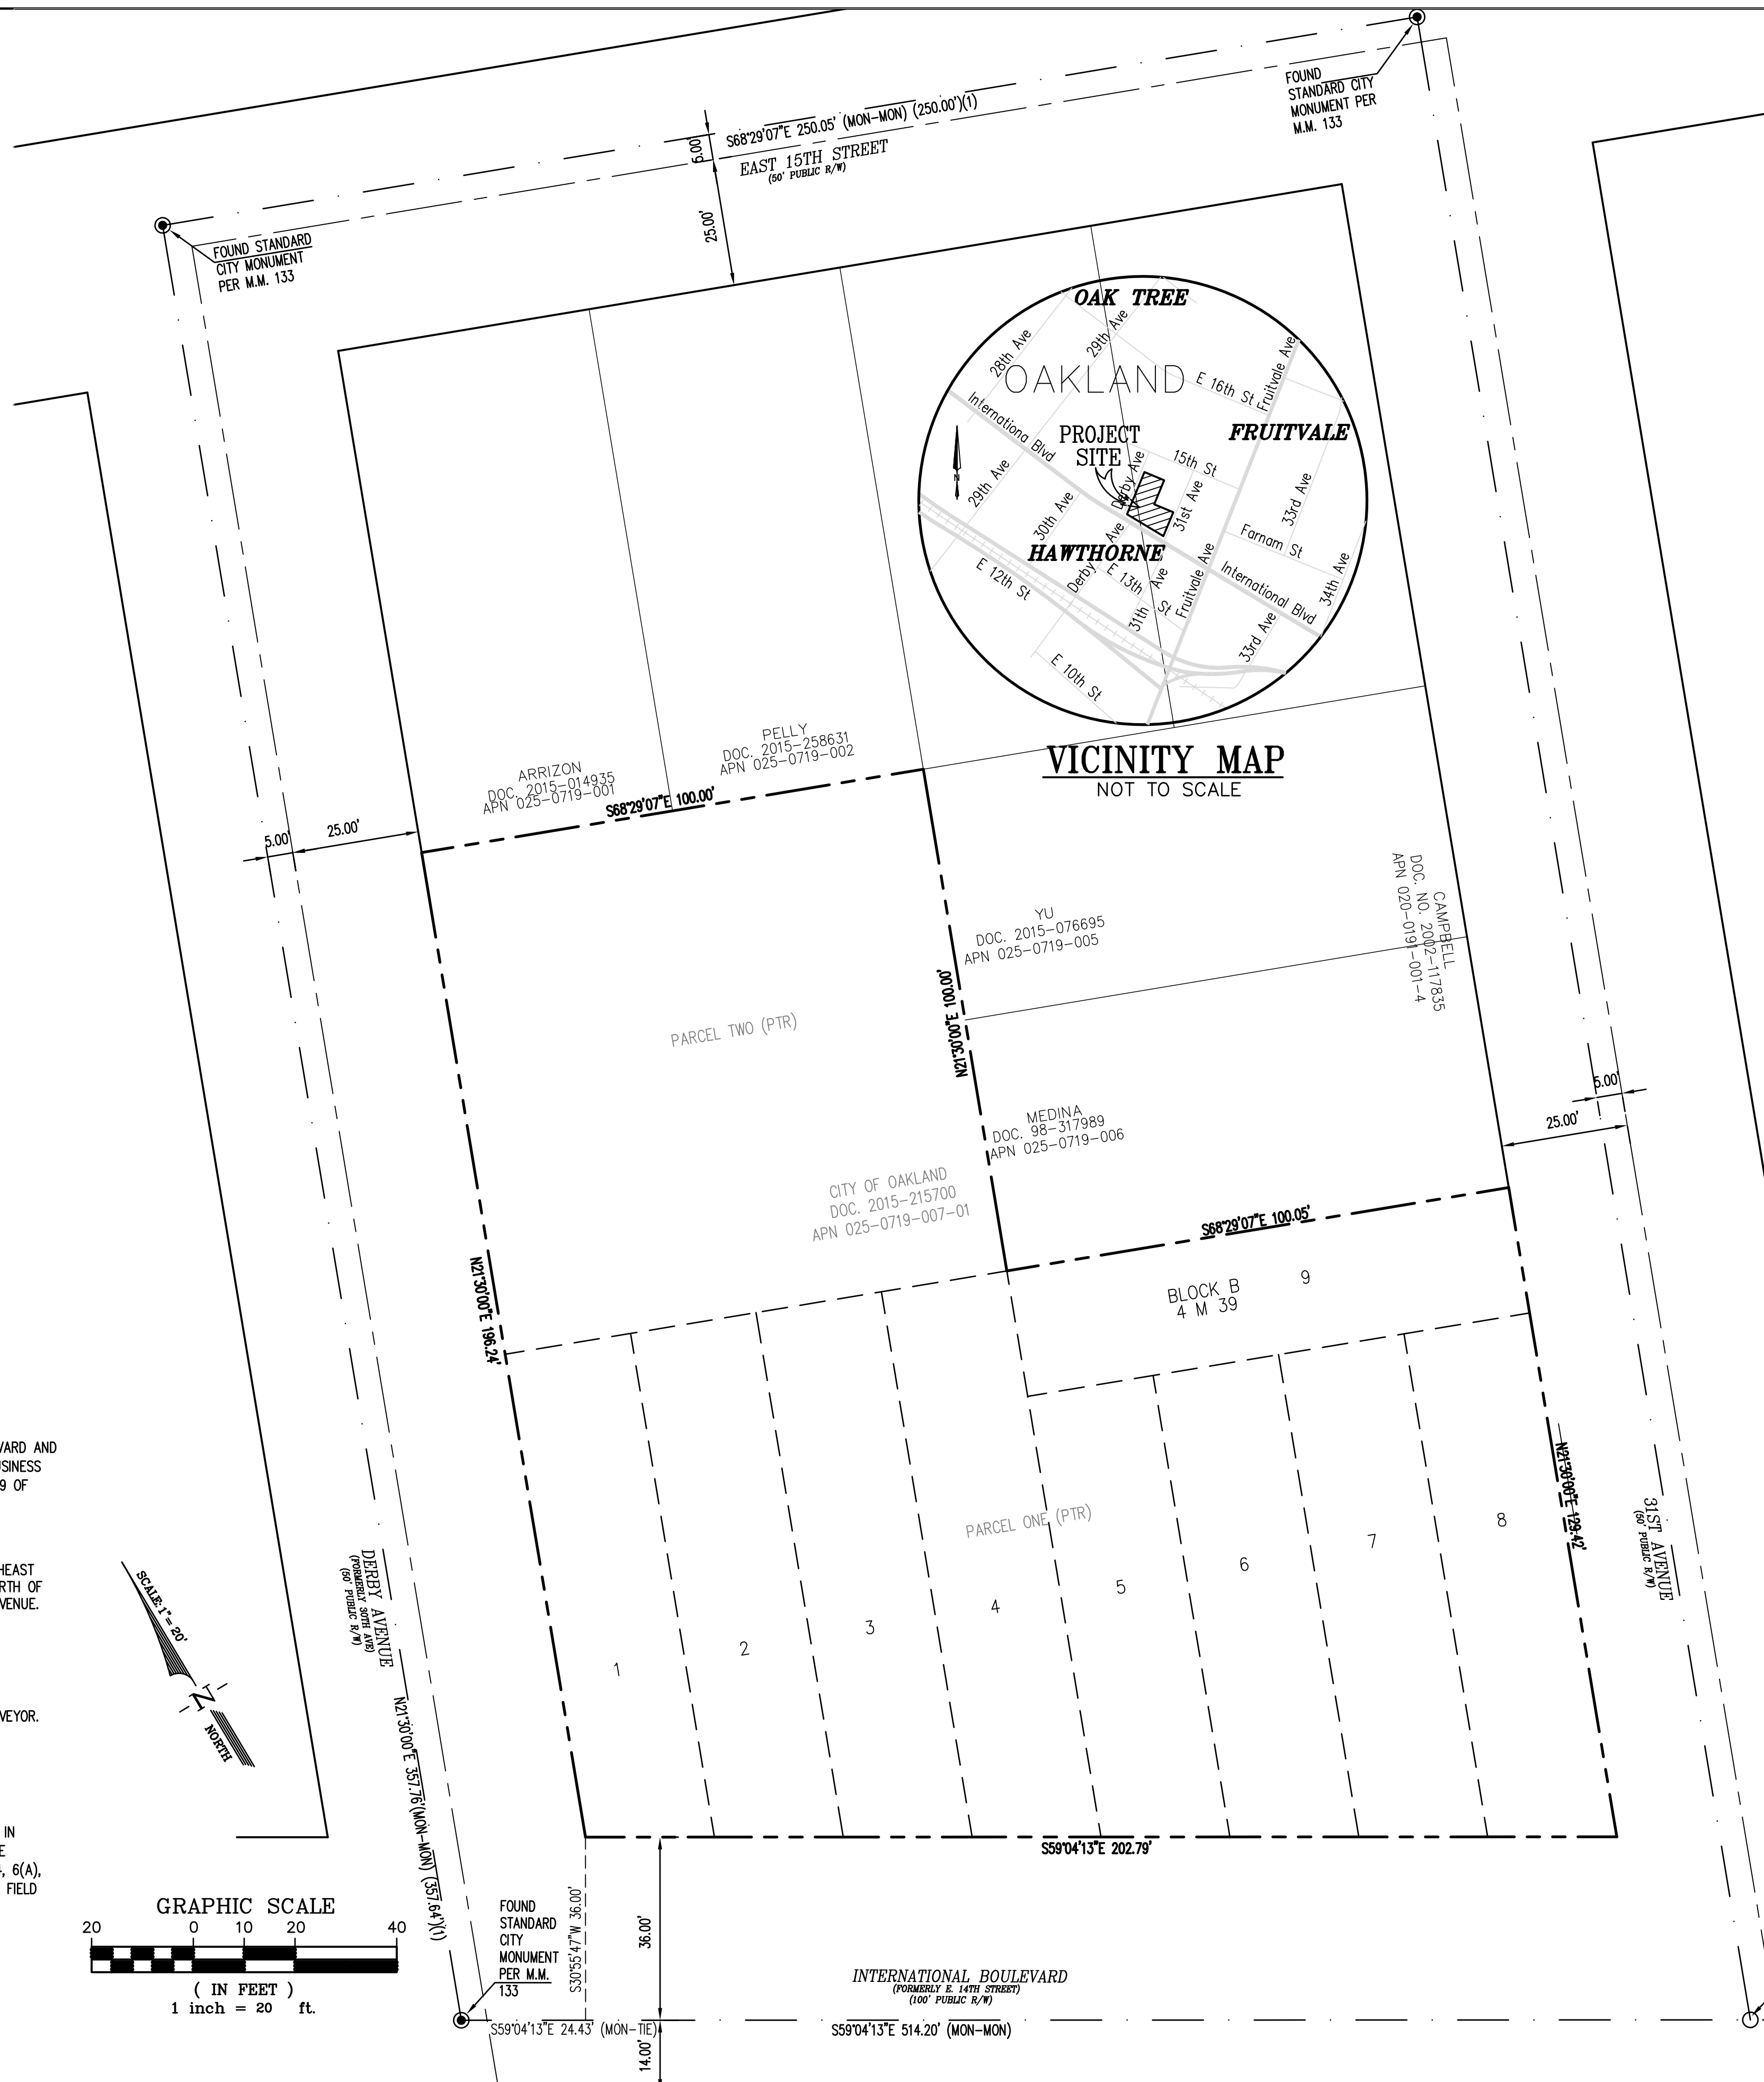 S68°29'07"E 250.05' (MON-MON) (250.00')(1)
EAST 15TH STREET
(50' PUBLIC R/W)
5.00'
25.00'
FOUND
STANDARD CITY
MONUMENT PER
M.M. 133
FOUND STANDARD
CITY MONUMENT
PER M.M. 133
OAK TREE
28th Ave
29th Ave
OAKLAND
E 16th St
Fruitvale Ave
Internationa Blvd
PROJECT
SITE
FRUITVALE
N
29th Ave
30th Ave
Derby Ave
15th St
31st Ave
33rd Ave
Farnam St
HAWTHORNE
E 12th St
Derby Ave
E 13th St
31th Ave
Fruitvale Ave
International Blvd
34th Ave
33rd Ave
E 10th St
VICINITY MAP
NOT TO SCALE
ARRIZON
DOC. 2015-014935
APN 025-0719-001
PELLY
DOC. 2015-258631
APN 025-0719-002
S68°29'07"E 100.00'
5.00'
25.00'
YU
DOC. 2015-076695
APN 025-0719-005
CAMPBELL
DOC. NO. 2002-117835
APN 020-0191-001-4
N21°30'00"E 100.00'
PARCEL TWO (PTR)
MEDINA
DOC. 98-317989
APN 025-0719-006
5.00'
25.00'
CITY OF OAKLAND
DOC. 2015-215700
APN 025-0719-007-01
S68°29'07"E 100.05'
N21°30'00"E 196.24'
BLOCK B
4 M 39
9
N21°30'00"E 129.42'
PARCEL ONE (PTR)
1
2
3
4
5
6
7
8
31ST AVENUE
(50' PUBLIC R/W)
DERBY AVENUE
(FORMERLY 30TH AVE)
(50' PUBLIC R/W)
N21°30'00"E 357.76'(MON-MON) (357.64')(1)
VARD AND
USINESS
9 OF
HEAST
RTH OF
VENUE.
VEYOR.
IN
E
, 6(A),
FIELD
SCALE: 1" = 20'
N
NORTH
S59°04'13"E 202.79'
GRAPHIC SCALE
20 0 10 20 40
( IN FEET )
1 inch = 20 ft.
FOUND
STANDARD
CITY
MONUMENT
PER M.M.
133
S30°55'47"W 36.00'
36.00'
INTERNATIONAL BOULEVARD
(FORMERLY E. 14TH STREET)
(100' PUBLIC R/W)
S59°04'13"E 24.43' (MON-TIE)
S59°04'13"E 514.20' (MON-MON)
14.00'